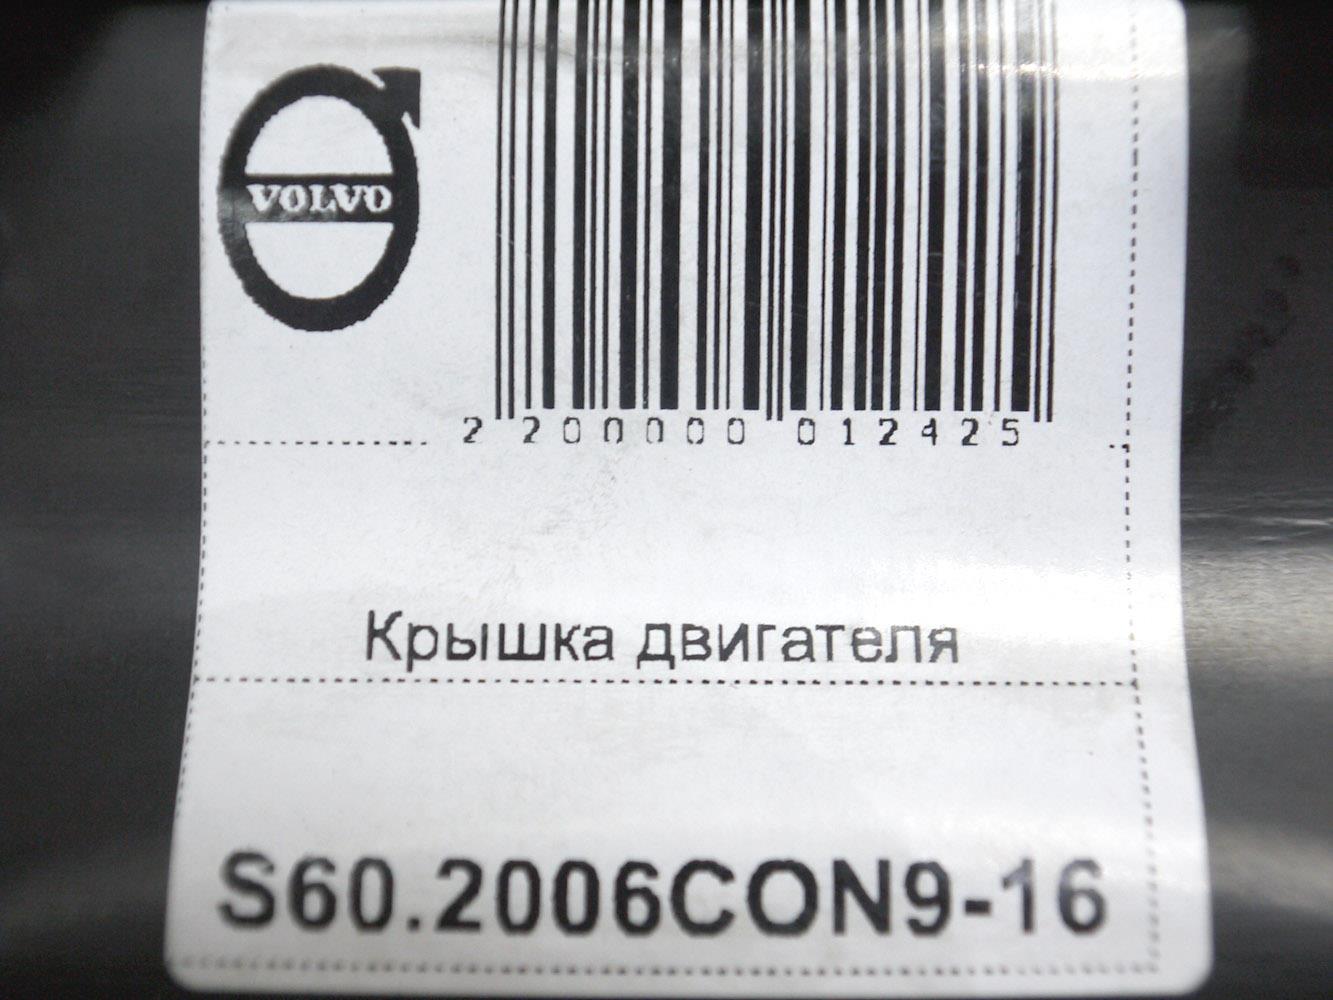 VOLVO
2 200000 012425
Крышка двигателя
S60.2006CON9-16